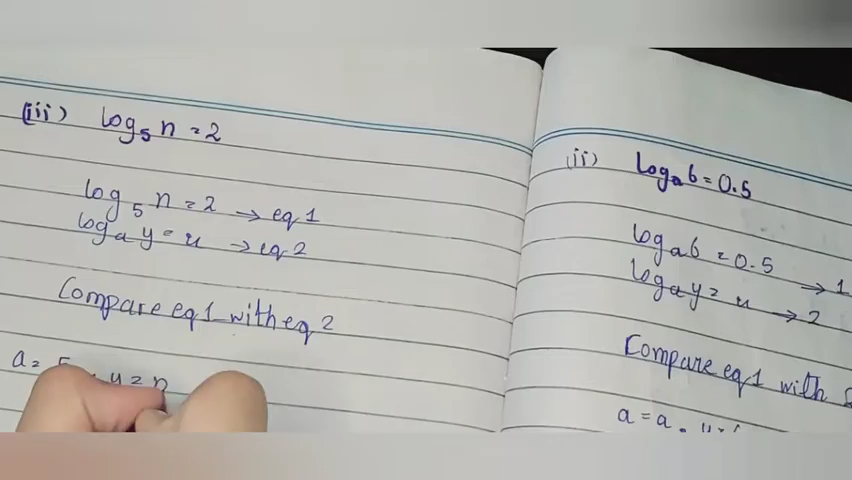 (iii) log₅ n = 2
log₅ n = 2 → eq 1
logₐ y = u → eq 2
Compare eq 1 with eq 2
a = 5, y = n
(ii) logₐ 6 = 0.5
logₐ 6 = 0.5 → 1
logₐ y = u → 2
Compare eq 1 with
a = a,